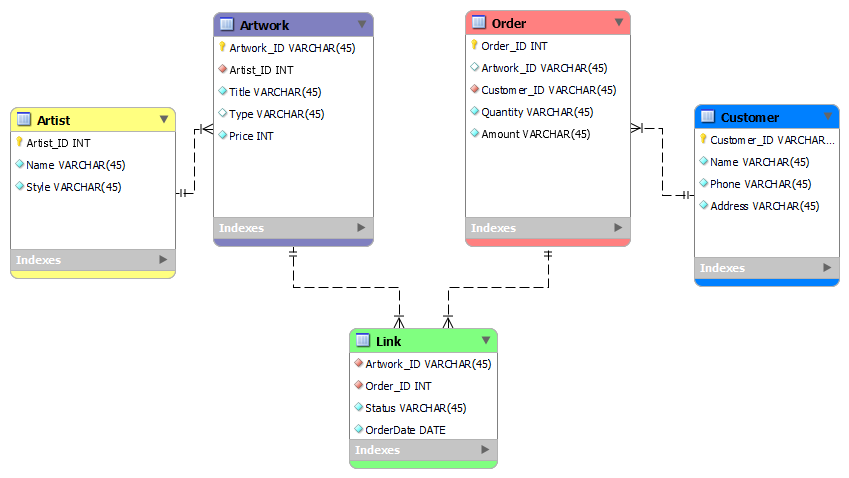 Artwork
Artwork_ID VARCHAR(45)
Artist_ID INT
Title VARCHAR(45)
Type VARCHAR(45)
Price INT
Indexes
Order
Order_ID INT
Artwork_ID VARCHAR(45)
Customer_ID VARCHAR(45)
Quantity VARCHAR(45)
Amount VARCHAR(45)
Indexes
Artist
Artist_ID INT
Name VARCHAR(45)
Style VARCHAR(45)
Indexes
Customer
Customer_ID VARCHAR...
Name VARCHAR(45)
Phone VARCHAR(45)
Address VARCHAR(45)
Indexes
Link
Artwork_ID VARCHAR(45)
Order_ID INT
Status VARCHAR(45)
OrderDate DATE
Indexes